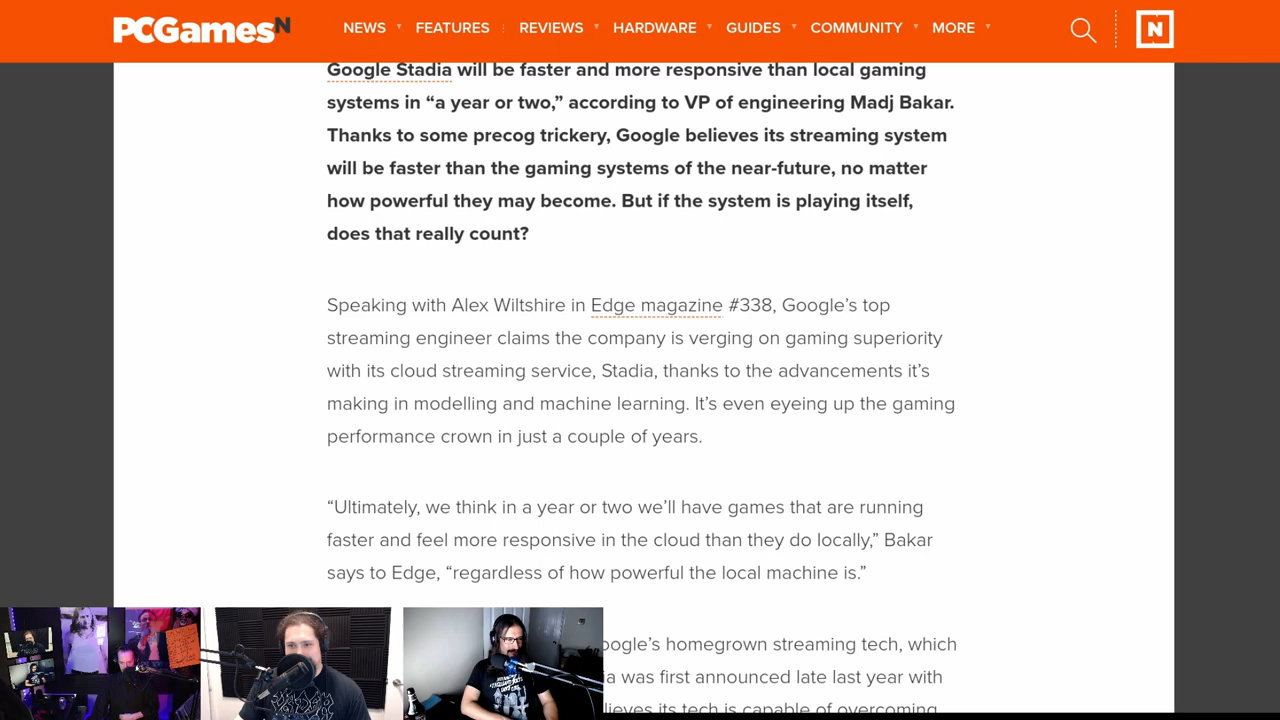 PCGamesN
NEWS FEATURES REVIEWS HARDWARE GUIDES COMMUNITY MORE
N
Google Stadia will be faster and more responsive than local gaming
systems in “a year or two,” according to VP of engineering Madj Bakar.
Thanks to some precog trickery, Google believes its streaming system
will be faster than the gaming systems of the near-future, no matter
how powerful they may become. But if the system is playing itself,
does that really count?
Speaking with Alex Wiltshire in Edge magazine #338, Google’s top
streaming engineer claims the company is verging on gaming superiority
with its cloud streaming service, Stadia, thanks to the advancements it’s
making in modelling and machine learning. It’s even eyeing up the gaming
performance crown in just a couple of years.
“Ultimately, we think in a year or two we’ll have games that are running
faster and feel more responsive in the cloud than they do locally,” Bakar
says to Edge, “regardless of how powerful the local machine is.”
oogle’s homegrown streaming tech, which
ia was first announced late last year with
lieves its tech is capable of overcoming